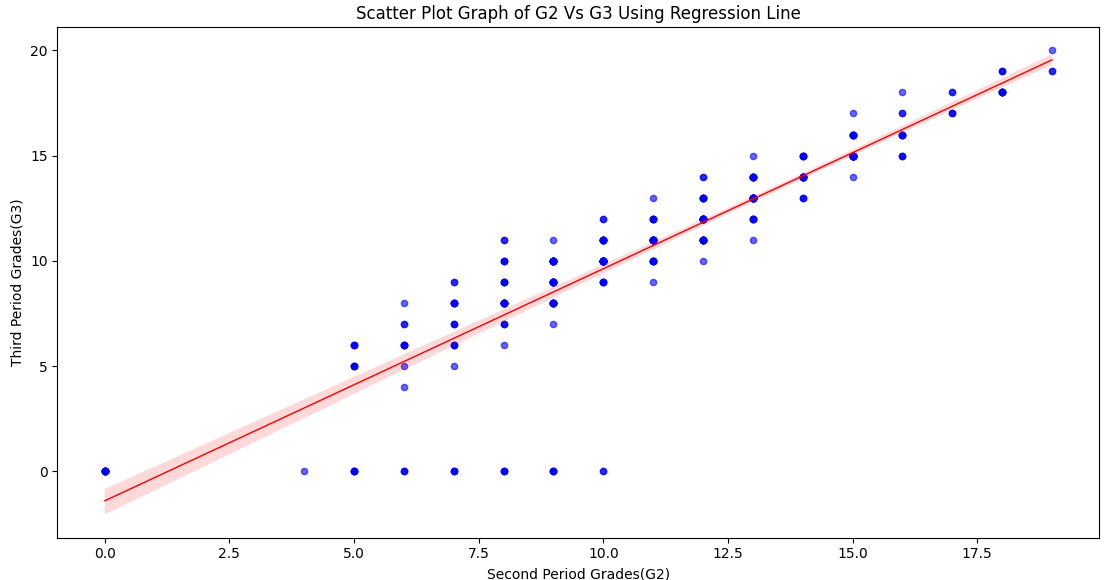 Scatter Plot Graph of G2 Vs G3 Using Regression Line
20
15
10
5
0
Third Period Grades(G3)
0.0 2.5 5.0 7.5 10.0 12.5 15.0 17.5
Second Period Grades(G2)